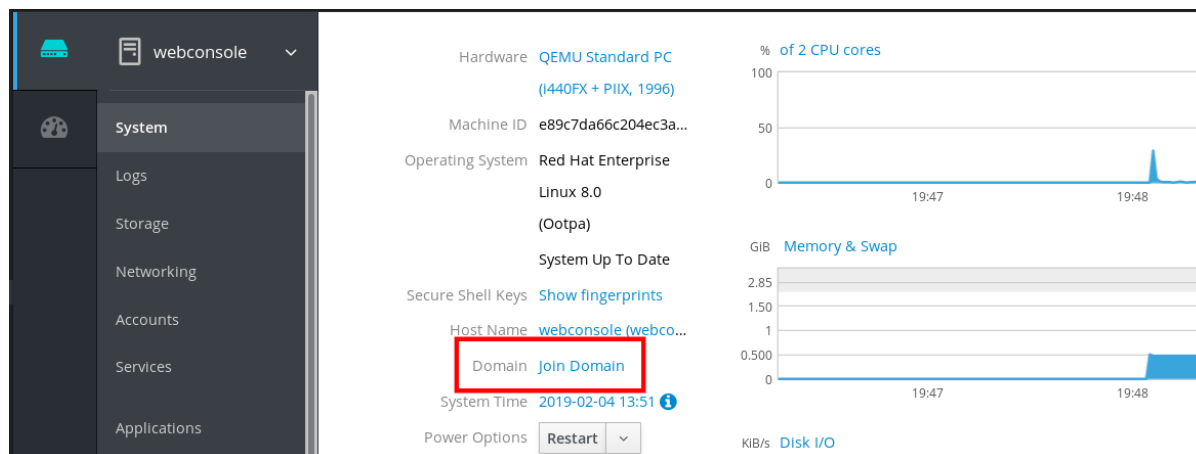 webconsole
System
Logs
Storage
Networking
Accounts
Services
Applications
Hardware QEMU Standard PC
(i440FX + PIIX, 1996)
Machine ID e89c7da66c204ec3a...
Operating System Red Hat Enterprise
Linux 8.0
(Ootpa)
System Up To Date
Secure Shell Keys Show fingerprints
Host Name webconsole (webco...
Domain Join Domain
System Time 2019-02-04 13:51
Power Options Restart
% of 2 CPU cores
100
50
0
19:47 19:48
GiB Memory & Swap
2.85
1.50
1
0.500
0
19:47 19:48
KiB/s Disk I/O